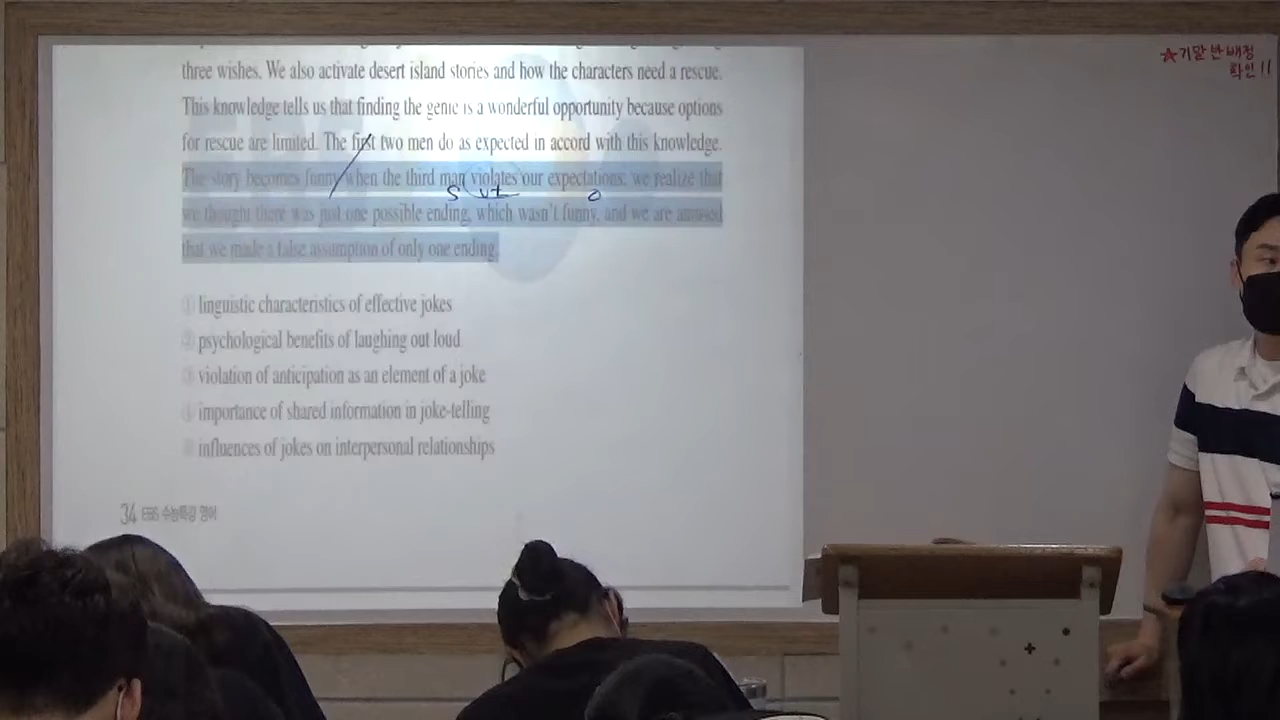 three wishes. We also activate desert island stories and how the characters need a rescue.
This knowledge tells us that finding the genie is a wonderful opportunity because options
for rescue are limited. The first two men do as expected in accord with this knowledge.
The story becomes funny when the third man violates our expectations: we realize that
S vt O
we thought there was just one possible ending, which wasn't funny, and we are amused
that we made a false assumption of only one ending.
① linguistic characteristics of effective jokes
② psychological benefits of laughing out loud
③ violation of anticipation as an element of a joke
④ importance of shared information in joke-telling
⑤ influences of jokes on interpersonal relationships
34 EBS 수능특강 영어
★기말 반배정
확인!!